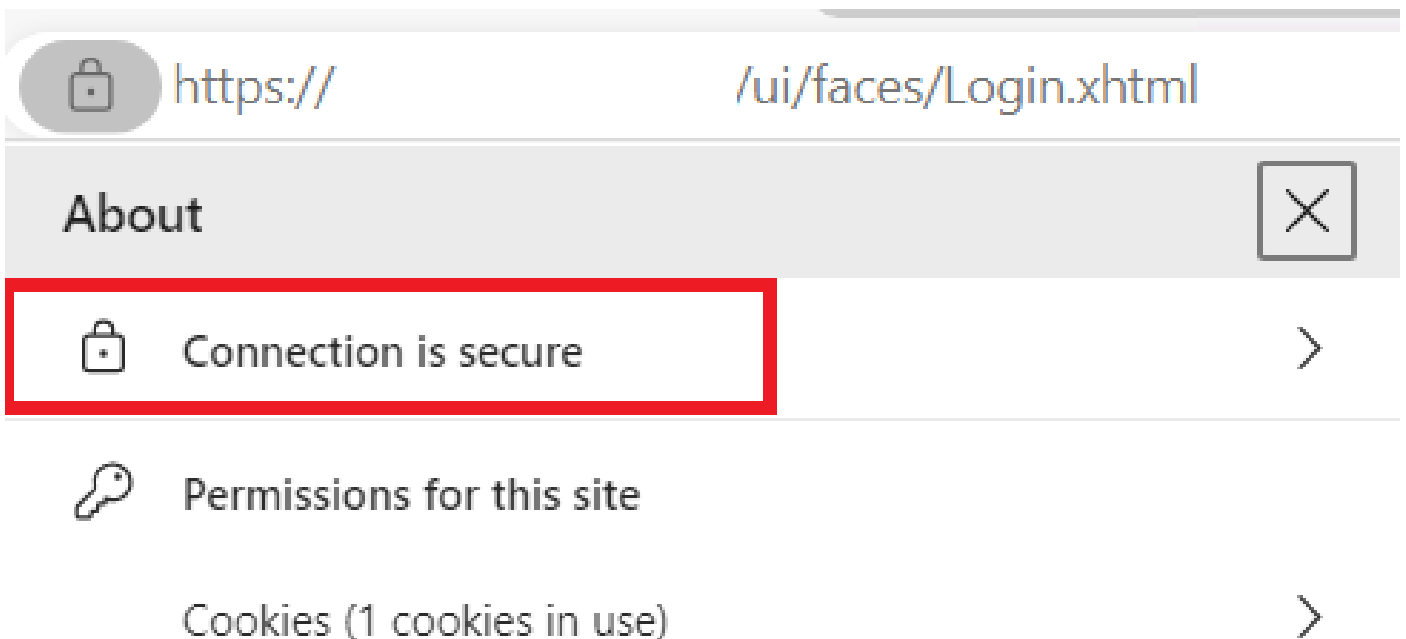 https:// /ui/faces/Login.xhtml
About
Connection is secure
Permissions for this site
Cookies (1 cookies in use)